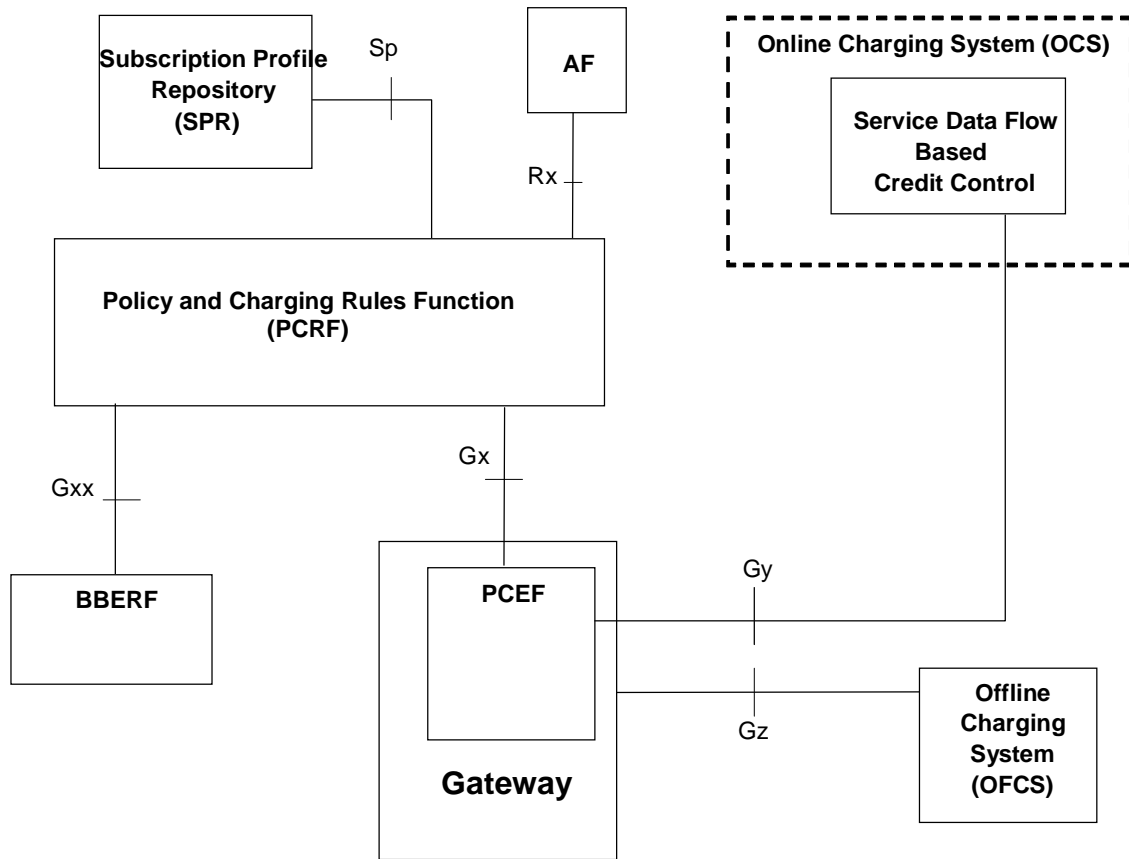 Subscription Profile
Repository
(SPR)
Sp
AF
Online Charging System (OCS)
Service Data Flow
Based
Credit Control
Rx
Policy and Charging Rules Function
(PCRF)
Gxx
Gx
BBERF
PCEF
Gy
Gz
Gateway
Offline
Charging
System
(OFCS)